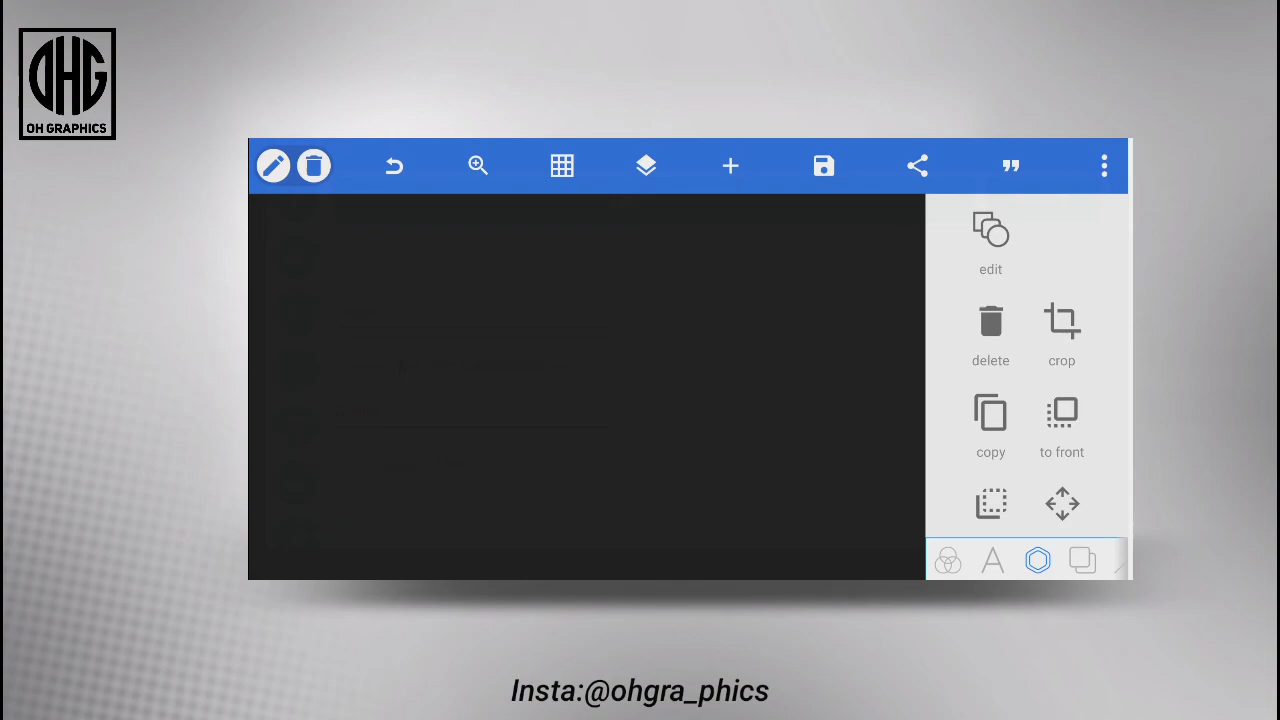 OHG
OH GRAPHICS
edit
delete
crop
copy
to front
Insta:@ohgra_phics